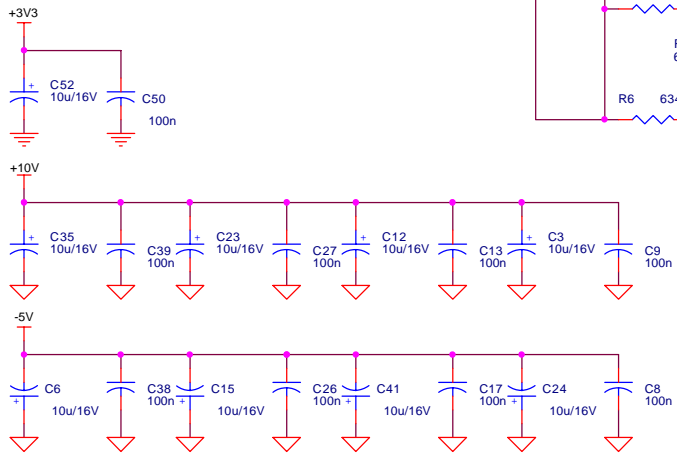 +3V3
+
C52
10u/16V
C50
100n
R6
634
+10V
+
C35
10u/16V
C39
100n
+
C23
10u/16V
C27
100n
+
C12
10u/16V
C13
100n
+
C3
10u/16V
C9
100n
-5V
+
C6
10u/16V
C38
100n
+
C15
10u/16V
C26
100n
+
C41
10u/16V
C17
100n
+
C24
10u/16V
C8
100n